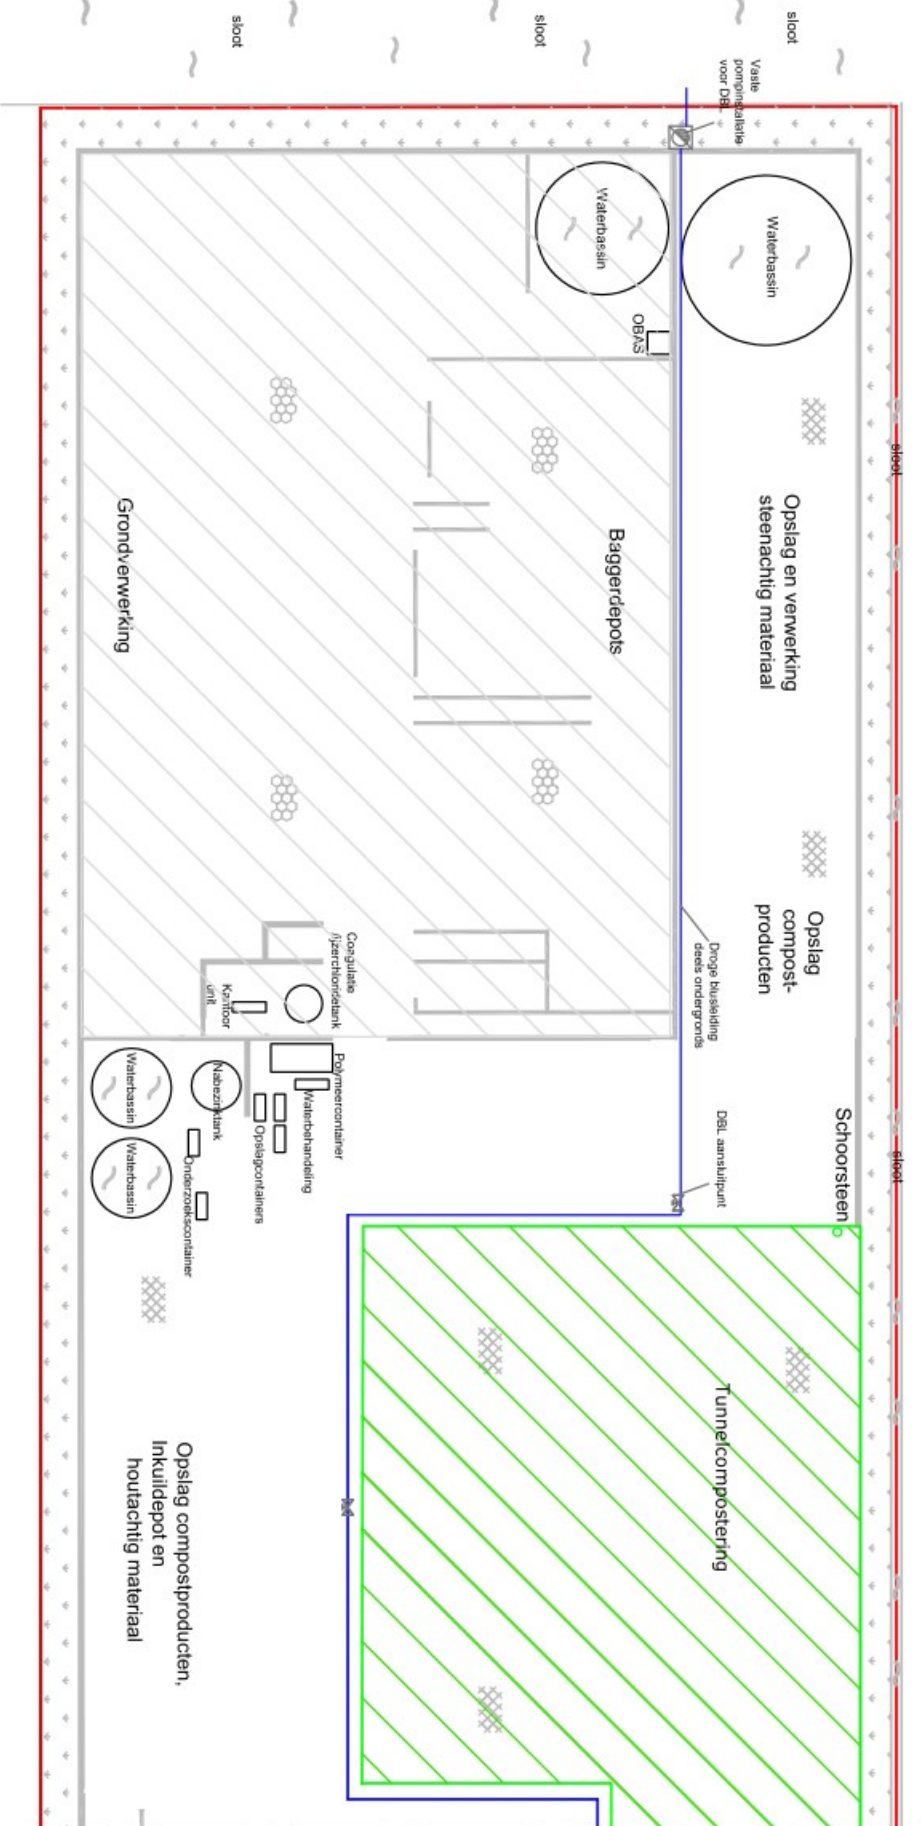 sloot
sloot
sloot
Vaste
pompinstallatie
voor DBL
Waterbassin
Waterbassin
OBAS
sloot
Opslag en verwerking
steenachtig materiaal
Baggerdepots
Grondverwerking
Opslag
compost-
producten
Droge blusleiding
deels ondergronds
Coagulatie
/ijzerchloridetank
Kantoor
unit
Polymeercontainer
Waterbehandeling
Opslagcontainers
Nabezinktank
Onderzoekscontainer
Waterbassin
Waterbassin
DBL aansluitpunt
Schoorsteen
sloot
Tunnelcompostering
Opslag compostproducten,
Inkuildepot en
houtachtig materiaal